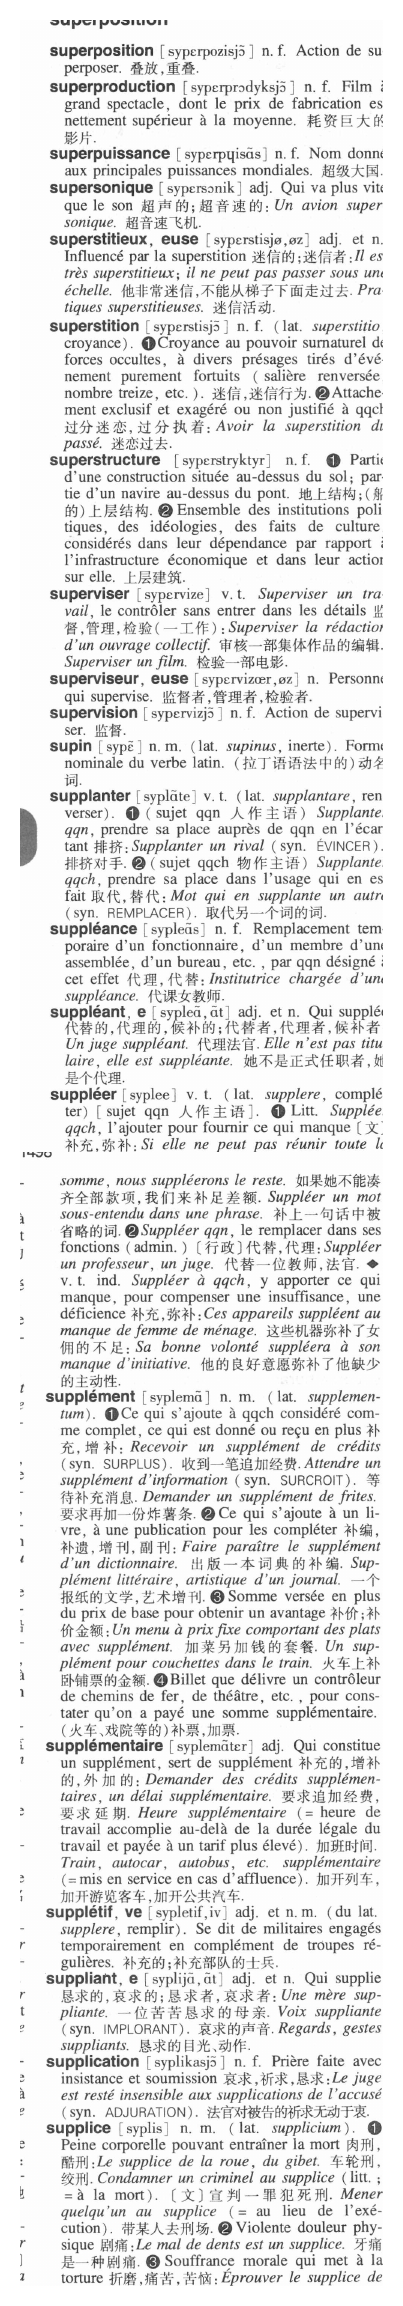 superposition
superposition [sypɛrpozisjɔ̃] n. f. Action de su
perposer. 叠放,重叠.
superproduction [sypɛrprɔdyksjɔ̃] n. f. Film
grand spectacle, dont le prix de fabrication es
nettement supérieur à la moyenne. 耗资巨大的
影片.
superpuissance [sypɛrpɥisɑ̃s] n. f. Nom donné
aux principales puissances mondiales. 超级大国.
supersonique [sypɛrsɔnik] adj. Qui va plus vite
que le son 超声的;超音速的: Un avion super
sonique. 超音速飞机.
superstitieux, euse [sypɛrstisjø,øz] adj. et n.
Influencé par la superstition 迷信的;迷信者:Il es
très superstitieux; il ne peut pas passer sous une
échelle. 他非常迷信,不能从梯子下面走过去. Pra
tiques superstitieuses. 迷信活动.
superstition [sypɛrstisjɔ̃] n. f. (lat. superstitio
croyance). ❶Croyance au pouvoir surnaturel de
forces occultes, à divers présages tirés d'évé
nement purement fortuits (salière renversée
nombre treize, etc.). 迷信,迷信行为. ❷Attache-
ment exclusif et exagéré ou non justifié à qqch
过分迷恋,过分执着: Avoir la superstition du
passé. 迷恋过去.
superstructure [sypɛrstryktyr] n. f. ❶ Partie
d'une construction située au-dessus du sol; par-
tie d'un navire au-dessus du pont. 地上结构;(船
的)上层结构. ❷Ensemble des institutions poli
tiques, des idéologies, des faits de culture
considérés dans leur dépendance par rapport
l'infrastructure économique et dans leur action
sur elle. 上层建筑.
superviser [sypɛrvize] v. t. Superviser un tra-
vail, le contrôler sans entrer dans les détails 监
督,管理,检验(一工作): Superviser la rédaction
d'un ouvrage collectif. 审核一部集体作品的编辑.
Superviser un film. 检验一部电影.
superviseur, euse [sypɛrvizœr,øz] n. Personne
qui supervise. 监督者,管理者,检验者.
supervision [sypɛrvizjɔ̃] n. f. Action de supervi
ser. 监督.
supin [sypɛ̃] n. m. (lat. supinus, inerte). Forme
nominale du verbe latin. (拉丁语语法中的)动名
词.
supplanter [syplɑ̃te] v. t. (lat. supplantare, ren
verser). ❶ (sujet qqn 人作主语) Supplanter
qqn, prendre sa place auprès de qqn en l'écar
tant 排挤: Supplanter un rival (syn. ÉVINCER).
排挤对手. ❷ (sujet qqch 物作主语) Supplanter
qqch, prendre sa place dans l'usage qui en es
fait 取代,替代: Mot qui en supplante un autre
(syn. REMPLACER). 取代另一个词的词.
suppléance [sypleɑ̃s] n. f. Remplacement tem
poraire d'un fonctionnaire, d'un membre d'une
assemblée, d'un bureau, etc., par qqn désigné
cet effet 代理,代替: Institutrice chargée d'une
suppléance. 代课女教师.
suppléant, e [sypleɑ̃, ɑ̃t] adj. et n. Qui supplée
代替的,代理的,候补的;代替者,代理者,候补者
Un juge suppléant. 代理法官. Elle n'est pas titu
laire, elle est suppléante. 她不是正式任职者,她
是个代理.
suppléer [syplee] v. t. (lat. supplere, complé
ter) [sujet qqn 人作主语]. ❶ Litt. Suppléer
qqch, l'ajouter pour fournir ce qui manque [文]
补充,弥补: Si elle ne peut pas réunir toute la
1498
somme, nous suppléerons le reste. 如果她不能凑
齐全部款项,我们来补足差额. Suppléer un mot
sous-entendu dans une phrase. 补上一句话中被
省略的词. ❷Suppléer qqn, le remplacer dans ses
fonctions (admin.) [行政]代替,代理: Suppléer
un professeur, un juge. 代替一位教师,法官. ◆
v. t. ind. Suppléer à qqch, y apporter ce qui
manque, pour compenser une insuffisance, une
déficience 补充,弥补:Ces appareils suppléent au
manque de femme de ménage. 这些机器弥补了女
佣的不足: Sa bonne volonté suppléera à son
manque d'initiative. 他的良好意愿弥补了他缺少
的主动性.
supplément [syplemɑ̃] n. m. (lat. supplemen-
tum). ❶Ce qui s'ajoute à qqch considéré com-
me complet, ce qui est donné ou reçu en plus 补
充,增补: Recevoir un supplément de crédits
(syn. SURPLUS). 收到一笔追加经费. Attendre un
supplément d'information (syn. SURCROIT). 等
待补充消息. Demander un supplément de frites.
要求再加一份炸薯条. ❷Ce qui s'ajoute à un li-
vre, à une publication pour les compléter 补编,
补遗,增刊,副刊: Faire paraître le supplément
d'un dictionnaire. 出版一本词典的补编. Sup-
plément littéraire, artistique d'un journal. 一个
报纸的文学,艺术增刊. ❸Somme versée en plus
du prix de base pour obtenir un avantage 补价;补
价金额: Un menu à prix fixe comportant des plats
avec supplément. 加菜另加钱的套餐. Un sup-
plément pour couchettes dans le train. 火车上补
卧铺票的金额. ❹Billet que délivre un contrôleur
de chemins de fer, de théâtre, etc., pour cons-
tater qu'on a payé une somme supplémentaire.
(火车、戏院等的)补票,加票.
supplémentaire [syplemɑ̃tɛr] adj. Qui constitue
un supplément, sert de supplément 补充的,增补
的,外加的: Demander des crédits supplémen-
taires, un délai supplémentaire. 要求追加经费,
要求延期. Heure supplémentaire (= heure de
travail accomplie au-delà de la durée légale du
travail et payée à un tarif plus élevé). 加班时间.
Train, autocar, autobus, etc. supplémentaire
(=mis en service en cas d'affluence). 加开列车,
加开游览客车,加开公共汽车.
supplétif, ve [sypletif,iv] adj. et n. m. (du lat.
supplere, remplir). Se dit de militaires engagés
temporairement en complément de troupes ré-
gulières. 补充的;补充部队的士兵.
suppliant, e [syplijɑ̃, ɑ̃t] adj. et n. Qui supplie
恳求的,哀求的;恳求者,哀求者: Une mère sup-
pliante. 一位苦苦恳求的母亲. Voix suppliante
(syn. IMPLORANT). 哀求的声音. Regards, gestes
suppliants. 恳求的目光、动作.
supplication [syplikasjɔ̃] n. f. Prière faite avec
insistance et soumission 哀求,祈求,恳求:Le juge
est resté insensible aux supplications de l'accusé
(syn. ADJURATION). 法官对被告的祈求无动于衷.
supplice [syplis] n. m. (lat. supplicium). ❶
Peine corporelle pouvant entraîner la mort 肉刑,
酷刑:Le supplice de la roue, du gibet. 车轮刑,
绞刑. Condamner un criminel au supplice (litt.;
=à la mort). [文]宣判一罪犯死刑. Mener
quelqu'un au supplice (= au lieu de l'exé-
cution). 带某人去刑场. ❷Violente douleur phy-
sique 剧痛:Le mal de dents est un supplice. 牙痛
是一种剧痛. ❸Souffrance morale qui met à la
torture 折磨,痛苦,苦恼: Éprouver le supplice de